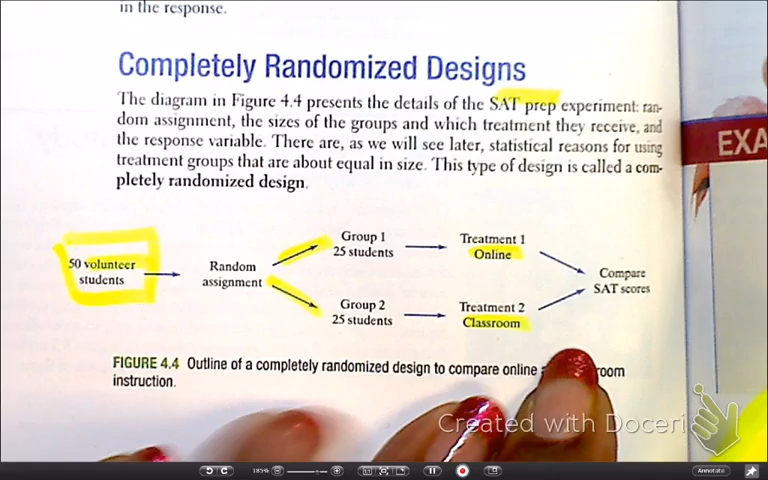 in the response.
Completely Randomized Designs
The diagram in Figure 4.4 presents the details of the SAT prep experiment: ran-
dom assignment, the sizes of the groups and which treatment they receive, and
the response variable. There are, as we will see later, statistical reasons for using
treatment groups that are about equal in size. This type of design is called a com-
pletely randomized design.
EXA
50 volunteer
students
Random
assignment
Group 1
25 students
Treatment 1
Online
Group 2
25 students
Treatment 2
Classroom
Compare
SAT scores
FIGURE 4.4 Outline of a completely randomized design to compare online room
instruction.
Created with Doceri
185%
Annotate